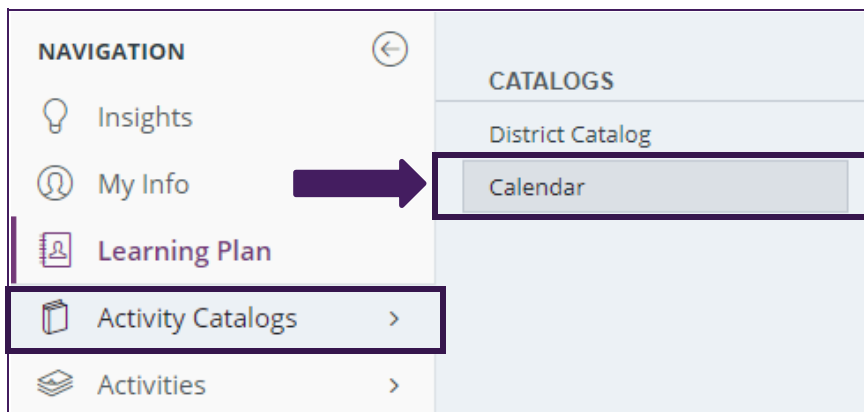 NAVIGATION
Insights
My Info
Learning Plan
Activity Catalogs
Activities
CATALOGS
District Catalog
Calendar